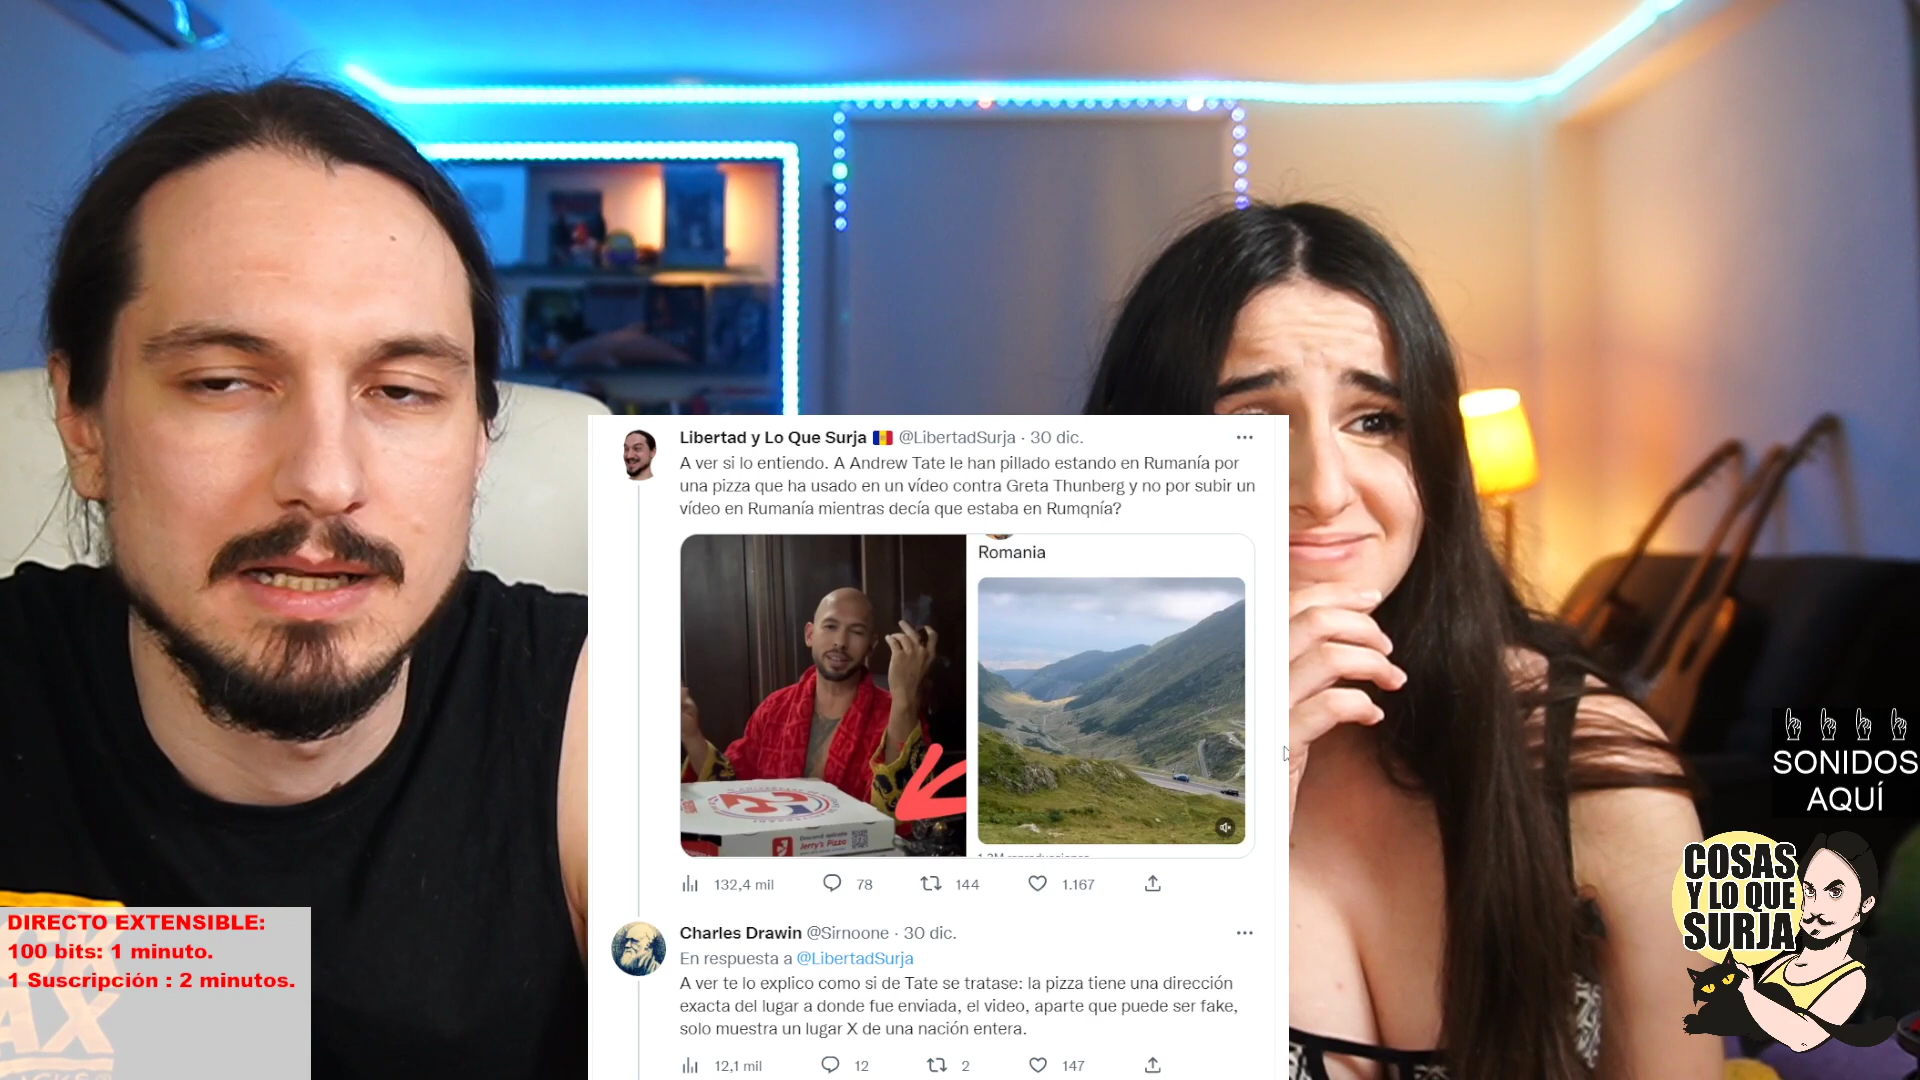 Libertad y Lo Que Surja @LibertadSurja · 30 dic.
A ver si lo entiendo. A Andrew Tate le han pillado estando en Rumanía por
una pizza que ha usado en un vídeo contra Greta Thunberg y no por subir un
vídeo en Rumanía mientras decía que estaba en Rumqnía?
Romania
Jerry's Pizza
132,4 mil 78 144 1.167
Charles Drawin @Sirnoone · 30 dic.
En respuesta a @LibertadSurja
A ver te lo explico como si de Tate se tratase: la pizza tiene una dirección
exacta del lugar a donde fue enviada, el video, aparte que puede ser fake,
solo muestra un lugar X de una nación entera.
12,1 mil 12 2 147
DIRECTO EXTENSIBLE:
100 bits: 1 minuto.
1 Suscripción : 2 minutos.
SONIDOS
AQUÍ
COSAS
Y LO QUE
SURJA